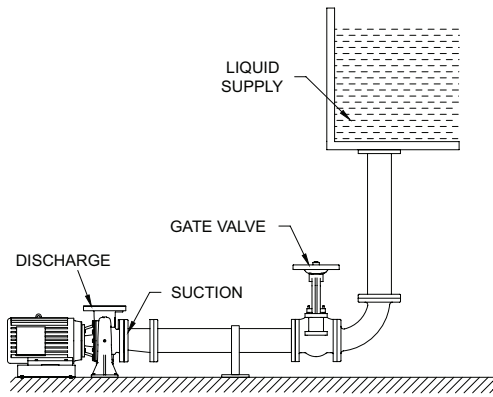 LIQUID
SUPPLY
GATE VALVE
DISCHARGE
SUCTION